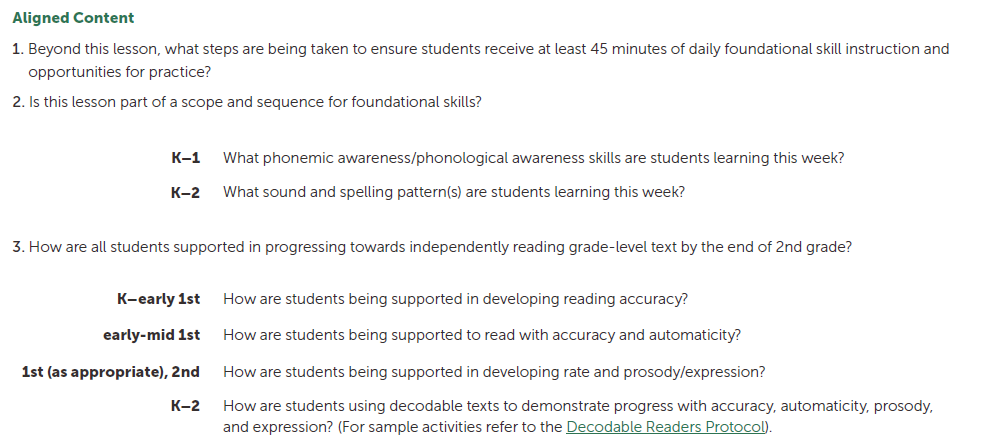 Aligned Content
1. Beyond this lesson, what steps are being taken to ensure students receive at least 45 minutes of daily foundational skill instruction and
opportunities for practice?
2. Is this lesson part of a scope and sequence for foundational skills?
K–1 What phonemic awareness/phonological awareness skills are students learning this week?
K–2 What sound and spelling pattern(s) are students learning this week?
3. How are all students supported in progressing towards independently reading grade-level text by the end of 2nd grade?
K–early 1st How are students being supported in developing reading accuracy?
early-mid 1st How are students being supported to read with accuracy and automaticity?
1st (as appropriate), 2nd How are students being supported in developing rate and prosody/expression?
K–2 How are students using decodable texts to demonstrate progress with accuracy, automaticity, prosody,
and expression? (For sample activities refer to the Decodable Readers Protocol).